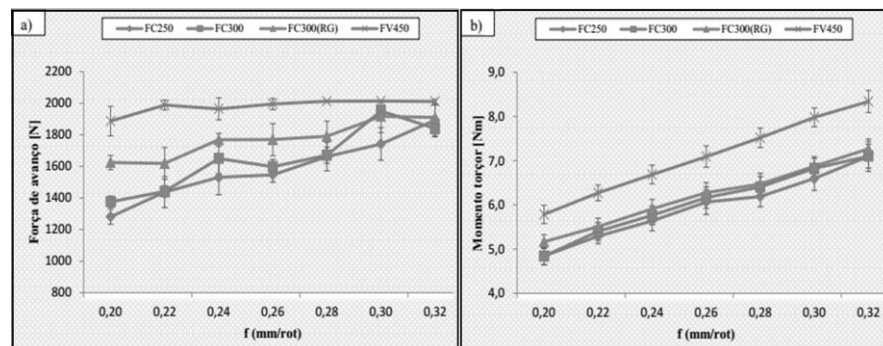 a)
FC250 FC300 FC300(RG) FV450
Força de avanço [N]
2200
2000
1800
1600
1400
1200
1000
800
0,20 0,22 0,24 0,26 0,28 0,30 0,32
f (mm/rot)
b)
FC250 FC300 FC300(RG) FV450
Momento torçor [Nm]
9,0
8,0
7,0
6,0
5,0
4,0
0,20 0,22 0,24 0,26 0,28 0,30 0,32
f (mm/rot)